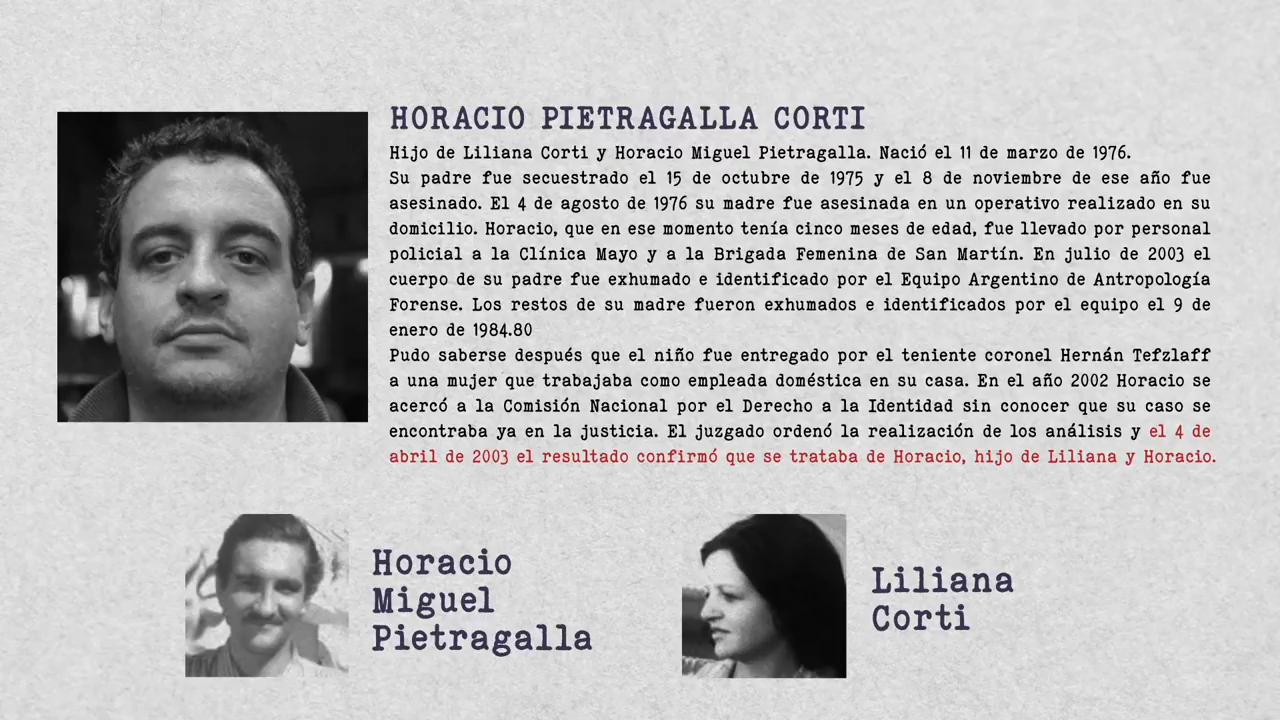 HORACIO PIETRAGALLA CORTI
Hijo de Liliana Corti y Horacio Miguel Pietragalla. Nació el 11 de marzo de 1976.
Su padre fue secuestrado el 15 de octubre de 1975 y el 8 de noviembre de ese año fue
asesinado. El 4 de agosto de 1976 su madre fue asesinada en un operativo realizado en su
domicilio. Horacio, que en ese momento tenía cinco meses de edad, fue llevado por personal
policial a la Clínica Mayo y a la Brigada Femenina de San Martín. En julio de 2003 el
cuerpo de su padre fue exhumado e identificado por el Equipo Argentino de Antropología
Forense. Los restos de su madre fueron exhumados e identificados por el equipo el 9 de
enero de 1984.80
Pudo saberse después que el niño fue entregado por el teniente coronel Hernán Tefzlaff
a una mujer que trabajaba como empleada doméstica en su casa. En el año 2002 Horacio se
acercó a la Comisión Nacional por el Derecho a la Identidad sin conocer que su caso se
encontraba ya en la justicia. El juzgado ordenó la realización de los análisis y el 4 de
abril de 2003 el resultado confirmó que se trataba de Horacio, hijo de Liliana y Horacio.
Horacio
Miguel
Pietragalla
Liliana
Corti